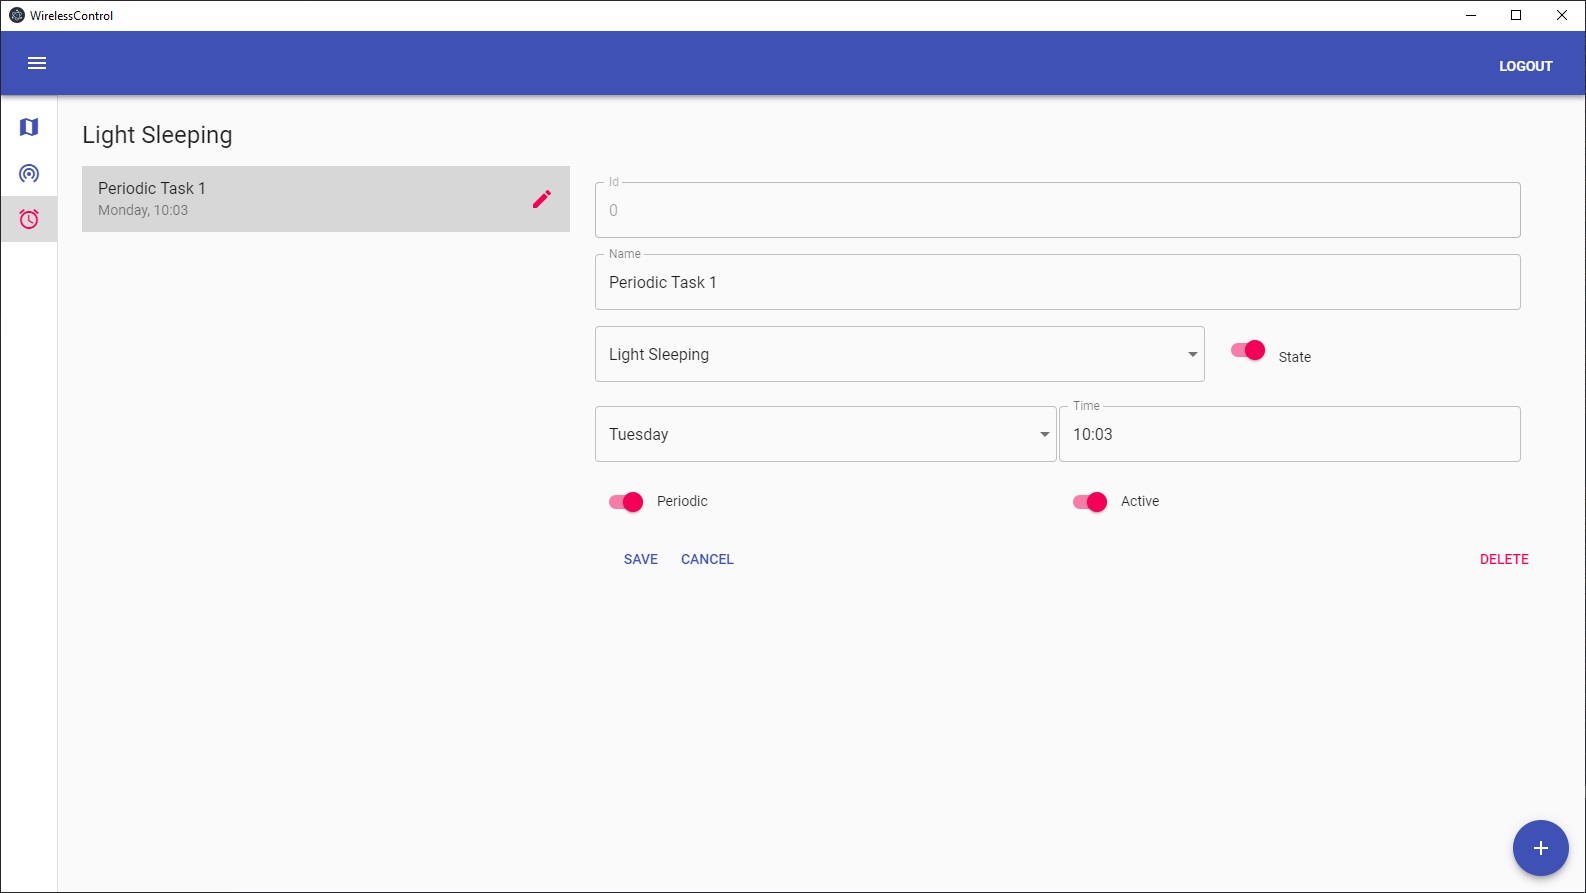 WirelessControl
LOGOUT
Light Sleeping
Periodic Task 1
Monday, 10:03
Id
0
Name
Periodic Task 1
Light Sleeping
State
Tuesday
Time
10:03
Periodic
Active
SAVE CANCEL DELETE